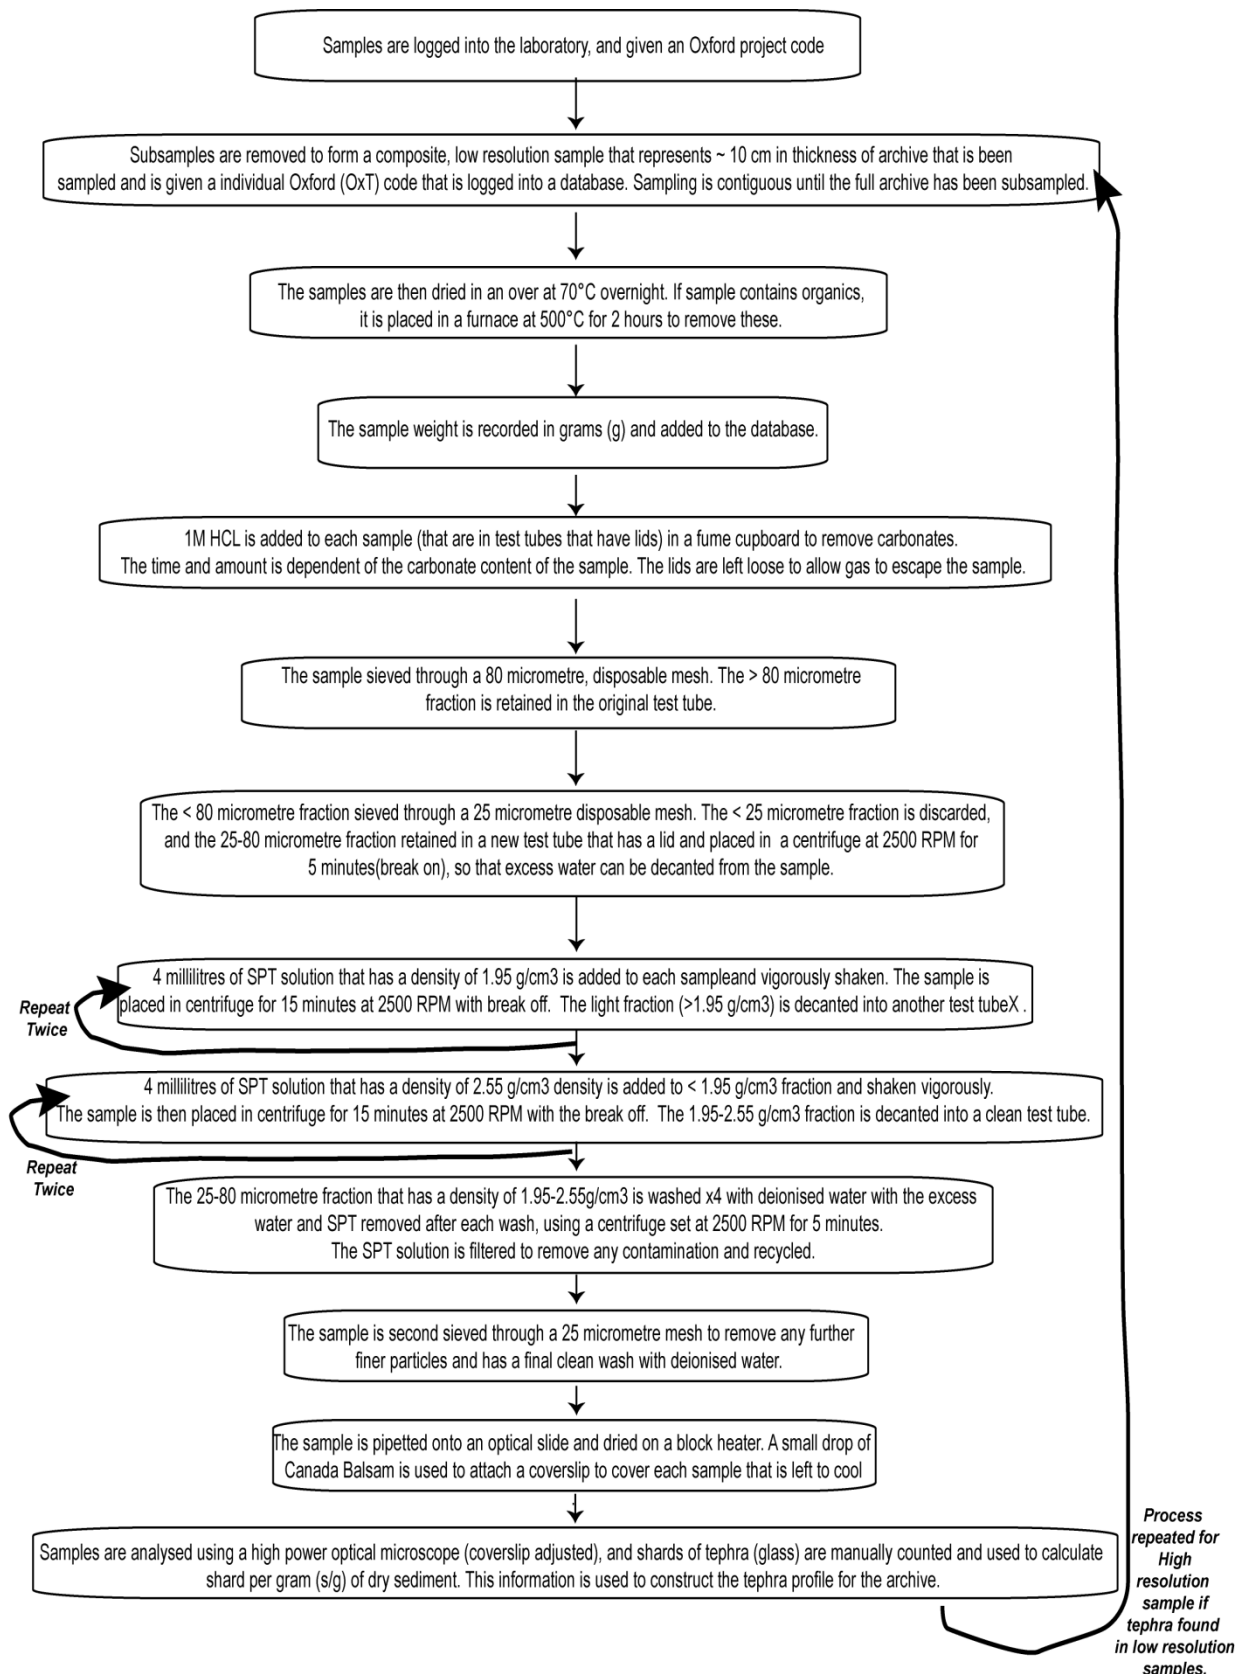 Samples are logged into the laboratory, and given an Oxford project code
Subsamples are removed to form a composite, low resolution sample that represents ~ 10 cm in thickness of archive that is been
sampled and is given a individual Oxford (OxT) code that is logged into a database. Sampling is contiguous until the full archive has been subsampled.
The samples are then dried in an over at 70°C overnight. If sample contains organics,
it is placed in a furnace at 500°C for 2 hours to remove these.
The sample weight is recorded in grams (g) and added to the database.
1M HCL is added to each sample (that are in test tubes that have lids) in a fume cupboard to remove carbonates.
The time and amount is dependent of the carbonate content of the sample. The lids are left loose to allow gas to escape the sample.
The sample sieved through a 80 micrometre, disposable mesh. The > 80 micrometre
fraction is retained in the original test tube.
The < 80 micrometre fraction sieved through a 25 micrometre disposable mesh. The < 25 micrometre fraction is discarded,
and the 25-80 micrometre fraction retained in a new test tube that has a lid and placed in a centrifuge at 2500 RPM for
5 minutes(break on), so that excess water can be decanted from the sample.
4 millilitres of SPT solution that has a density of 1.95 g/cm3 is added to each sampleand vigorously shaken. The sample is
placed in centrifuge for 15 minutes at 2500 RPM with break off. The light fraction (>1.95 g/cm3) is decanted into another test tubeX .
Repeat
Twice
4 millilitres of SPT solution that has a density of 2.55 g/cm3 density is added to < 1.95 g/cm3 fraction and shaken vigorously.
The sample is then placed in centrifuge for 15 minutes at 2500 RPM with the break off. The 1.95-2.55 g/cm3 fraction is decanted into a clean test tube.
Repeat
Twice
The 25-80 micrometre fraction that has a density of 1.95-2.55g/cm3 is washed x4 with deionised water with the excess
water and SPT removed after each wash, using a centrifuge set at 2500 RPM for 5 minutes.
The SPT solution is filtered to remove any contamination and recycled.
The sample is second sieved through a 25 micrometre mesh to remove any further
finer particles and has a final clean wash with deionised water.
The sample is pipetted onto an optical slide and dried on a block heater. A small drop of
Canada Balsam is used to attach a coverslip to cover each sample that is left to cool
Samples are analysed using a high power optical microscope (coverslip adjusted), and shards of tephra (glass) are manually counted and used to calculate
shard per gram (s/g) of dry sediment. This information is used to construct the tephra profile for the archive.
Process
repeated for
High
resolution
sample if
tephra found
in low resolution
samples.